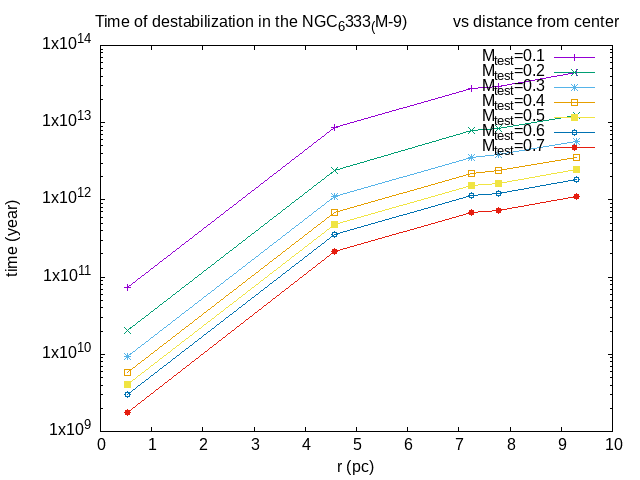 Time of destabilization in the NGC6333(M-9) vs distance from center
1x10^14
1x10^13
1x10^12
1x10^11
1x10^10
1x10^9
time (year)
Mtest=0.1
Mtest=0.2
Mtest=0.3
Mtest=0.4
Mtest=0.5
Mtest=0.6
Mtest=0.7
0 1 2 3 4 5 6 7 8 9 10
r (pc)